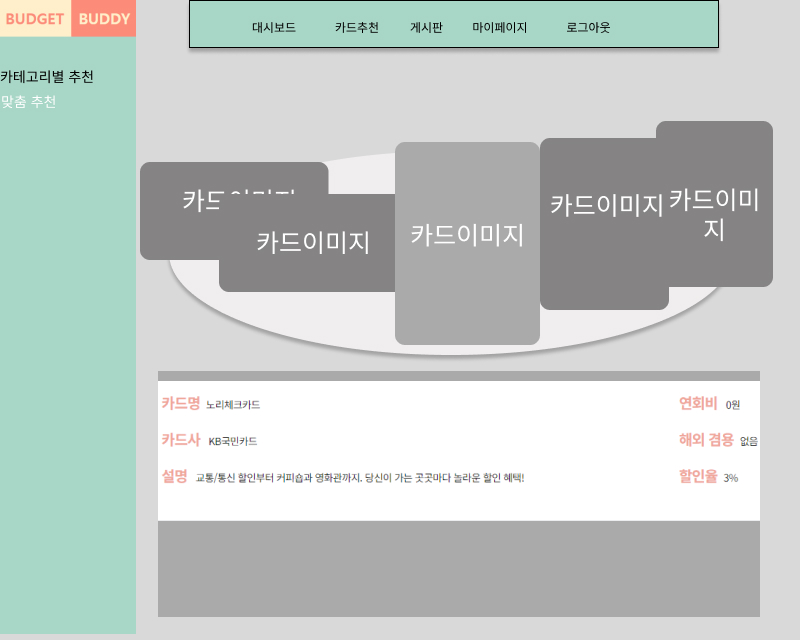 BUDGET BUDDY
대시보드 카드추천 게시판 마이페이지 로그아웃
카테고리별 추천
맞춤 추천
카드이미지
카드이미지
카드이미지
카드이미지
카드이미
지
카드명 노리체크카드 연회비 0원
카드사 KB국민카드 해외 겸용 없음
설명 교통/통신 할인부터 커피숍과 영화관까지. 당신이 가는 곳곳마다 놀라운 할인 혜택! 할인율 3%